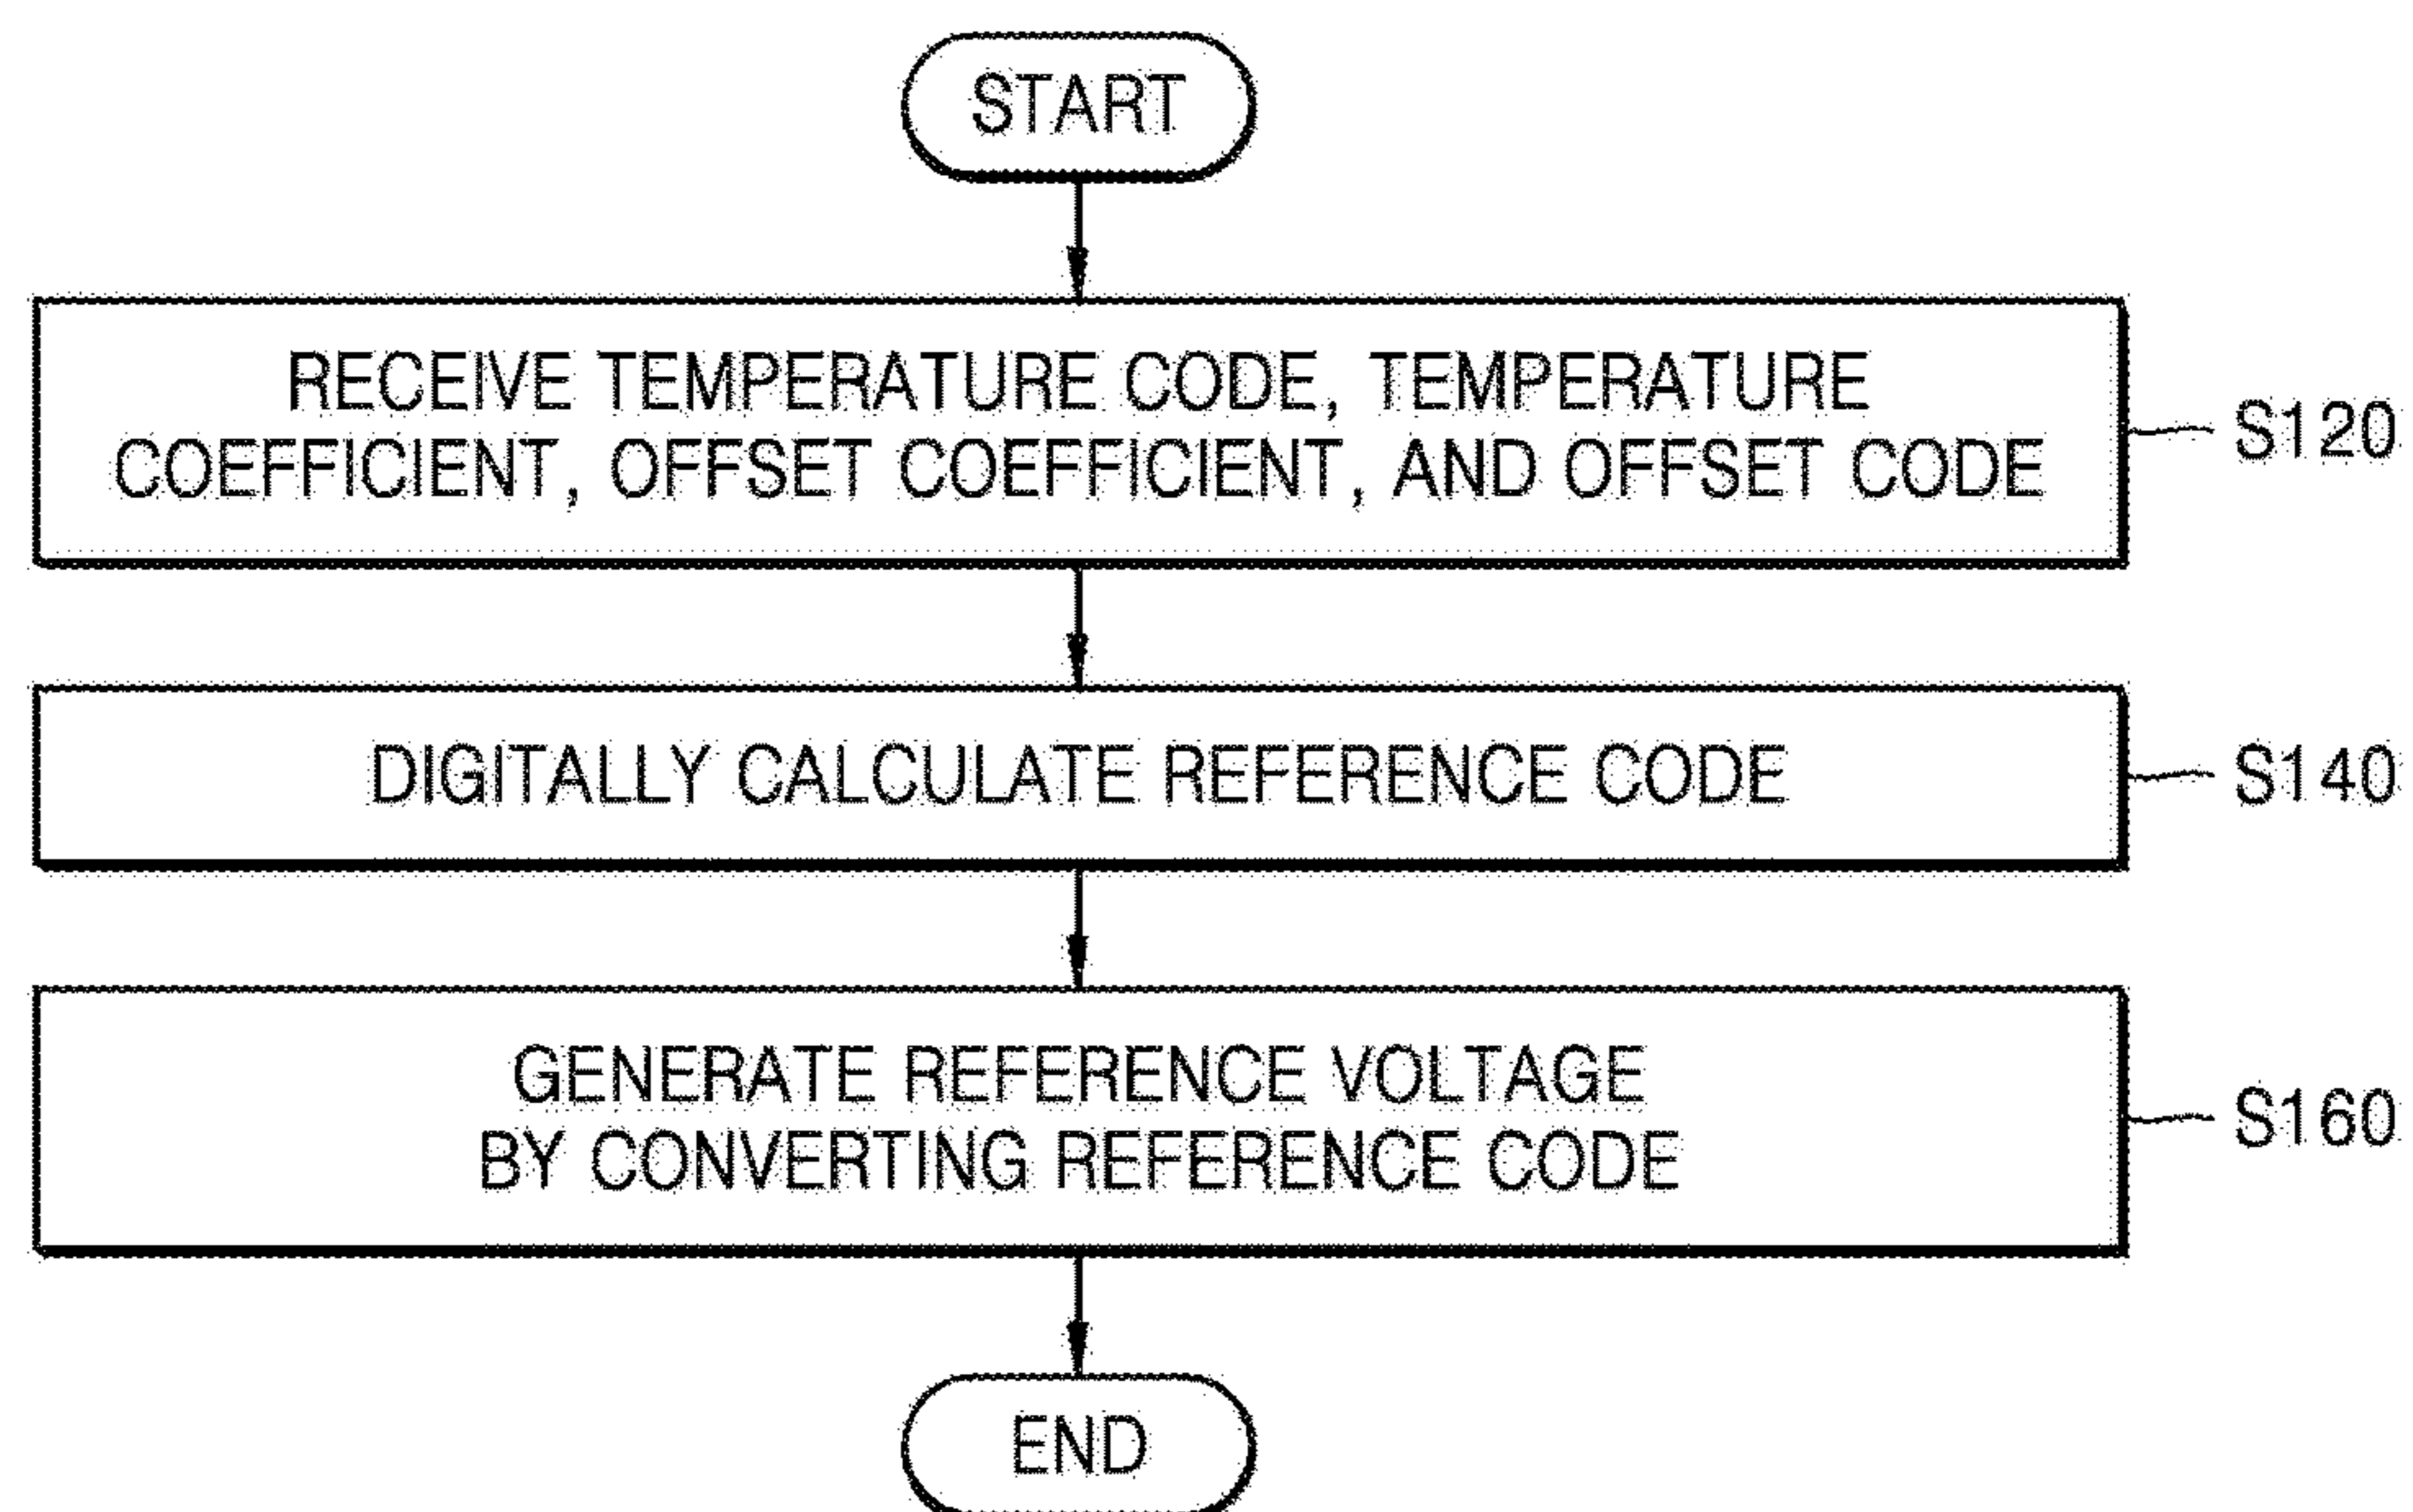 START
RECEIVE TEMPERATURE CODE, TEMPERATURE
COEFFICIENT, OFFSET COEFFICIENT, AND OFFSET CODE
S120
DIGITALLY CALCULATE REFERENCE CODE
S140
GENERATE REFERENCE VOLTAGE
BY CONVERTING REFERENCE CODE
S160
END